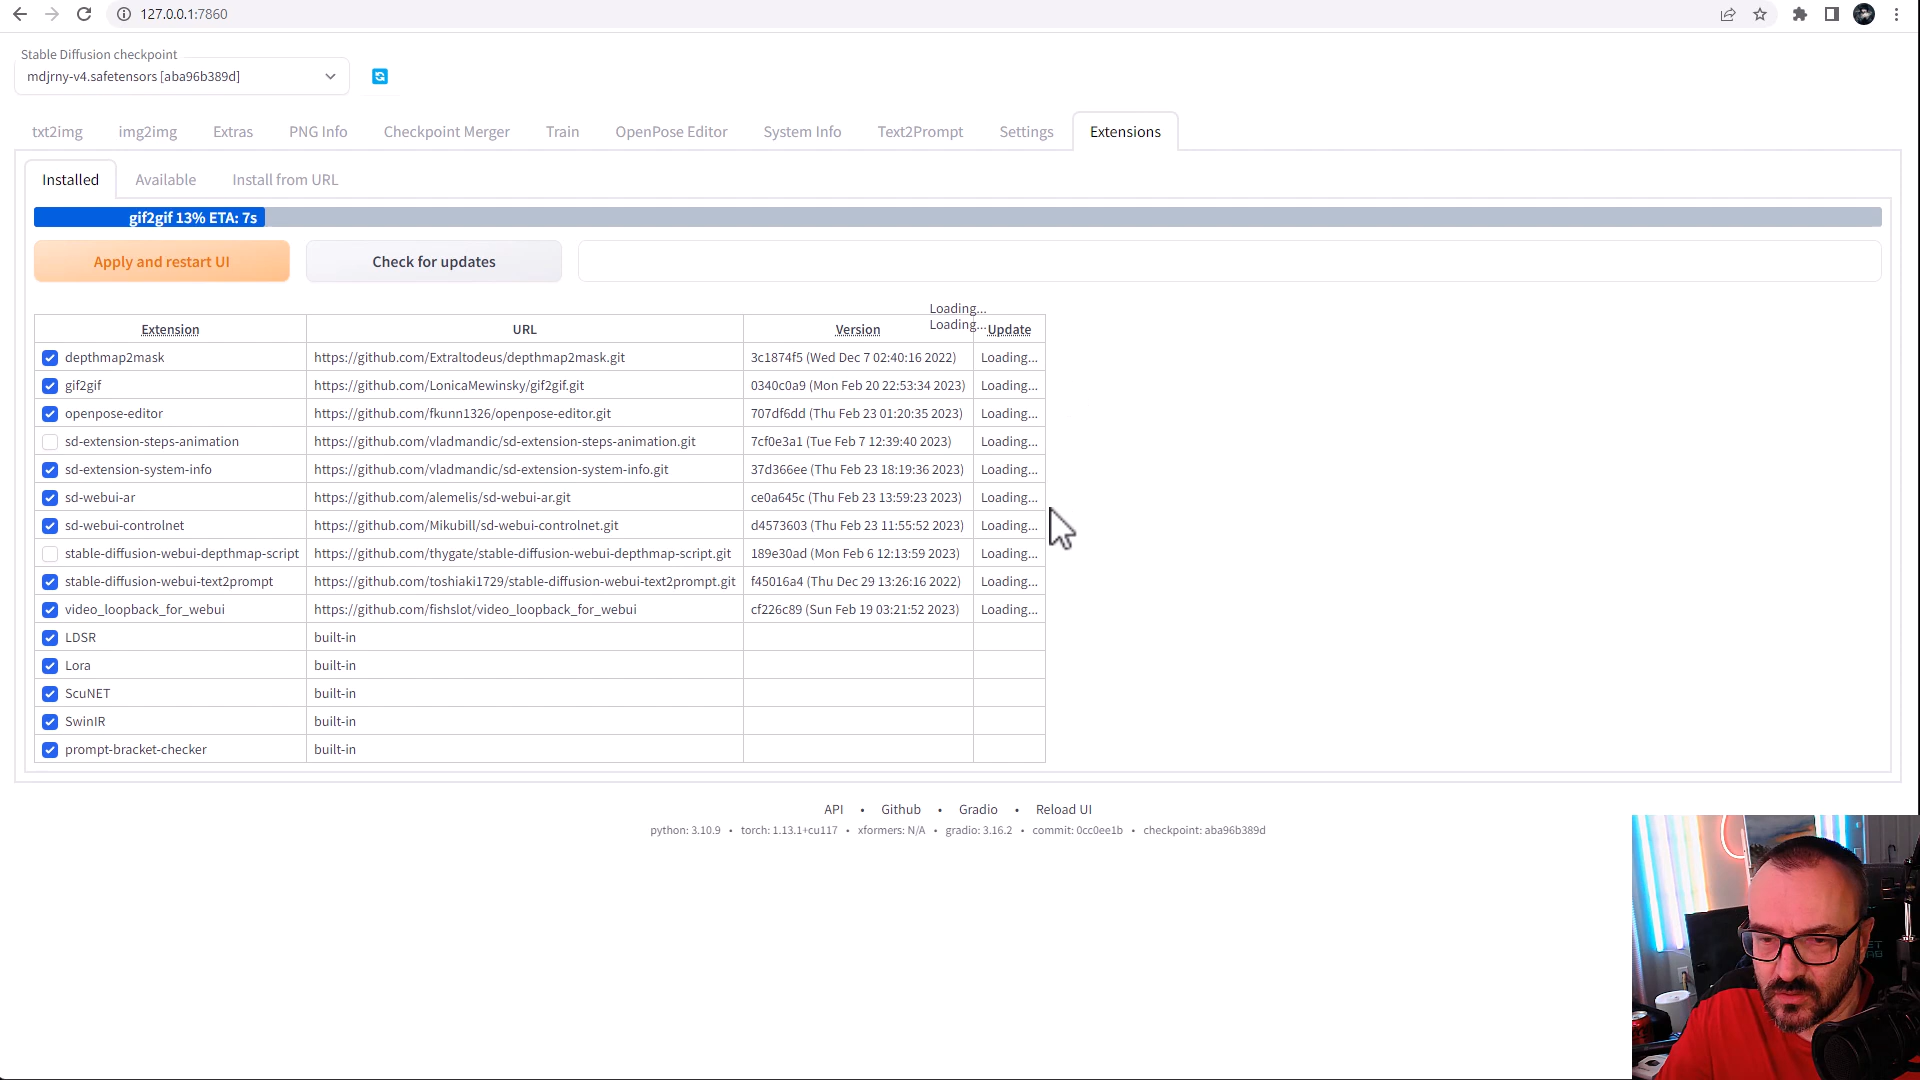 127.0.0.1:7860
Stable Diffusion checkpoint
mdjrny-v4.safetensors [aba96b389d]
txt2img img2img Extras PNG Info Checkpoint Merger Train OpenPose Editor System Info Text2Prompt Settings Extensions
Installed Available Install from URL
gif2gif 13% ETA: 7s
Apply and restart UI Check for updates
Loading...
Loading...
Extension URL Version Update
depthmap2mask https://github.com/Extraltodeus/depthmap2mask.git 3c1874f5 (Wed Dec 7 02:40:16 2022) Loading...
gif2gif https://github.com/LonicaMewinsky/gif2gif.git 0340c0a9 (Mon Feb 20 22:53:34 2023) Loading...
openpose-editor https://github.com/fkunn1326/openpose-editor.git 707df6dd (Thu Feb 23 01:20:35 2023) Loading...
sd-extension-steps-animation https://github.com/vladmandic/sd-extension-steps-animation.git 7cf0e3a1 (Tue Feb 7 12:39:40 2023) Loading...
sd-extension-system-info https://github.com/vladmandic/sd-extension-system-info.git 37d366ee (Thu Feb 23 18:19:36 2023) Loading...
sd-webui-ar https://github.com/alemelis/sd-webui-ar.git ce0a645c (Thu Feb 23 13:59:23 2023) Loading...
sd-webui-controlnet https://github.com/Mikubill/sd-webui-controlnet.git d4573603 (Thu Feb 23 11:55:52 2023) Loading...
stable-diffusion-webui-depthmap-script https://github.com/thygate/stable-diffusion-webui-depthmap-script.git 189e30ad (Mon Feb 6 12:13:59 2023) Loading...
stable-diffusion-webui-text2prompt https://github.com/toshiaki1729/stable-diffusion-webui-text2prompt.git f45016a4 (Thu Dec 29 13:26:16 2022) Loading...
video_loopback_for_webui https://github.com/fishslot/video_loopback_for_webui cf226c89 (Sun Feb 19 03:21:52 2023) Loading...
LDSR built-in
Lora built-in
ScuNET built-in
SwinIR built-in
prompt-bracket-checker built-in
API • Github • Gradio • Reload UI
python: 3.10.9 • torch: 1.13.1+cu117 • xformers: N/A • gradio: 3.16.2 • commit: 0cc0ee1b • checkpoint: aba96b389d